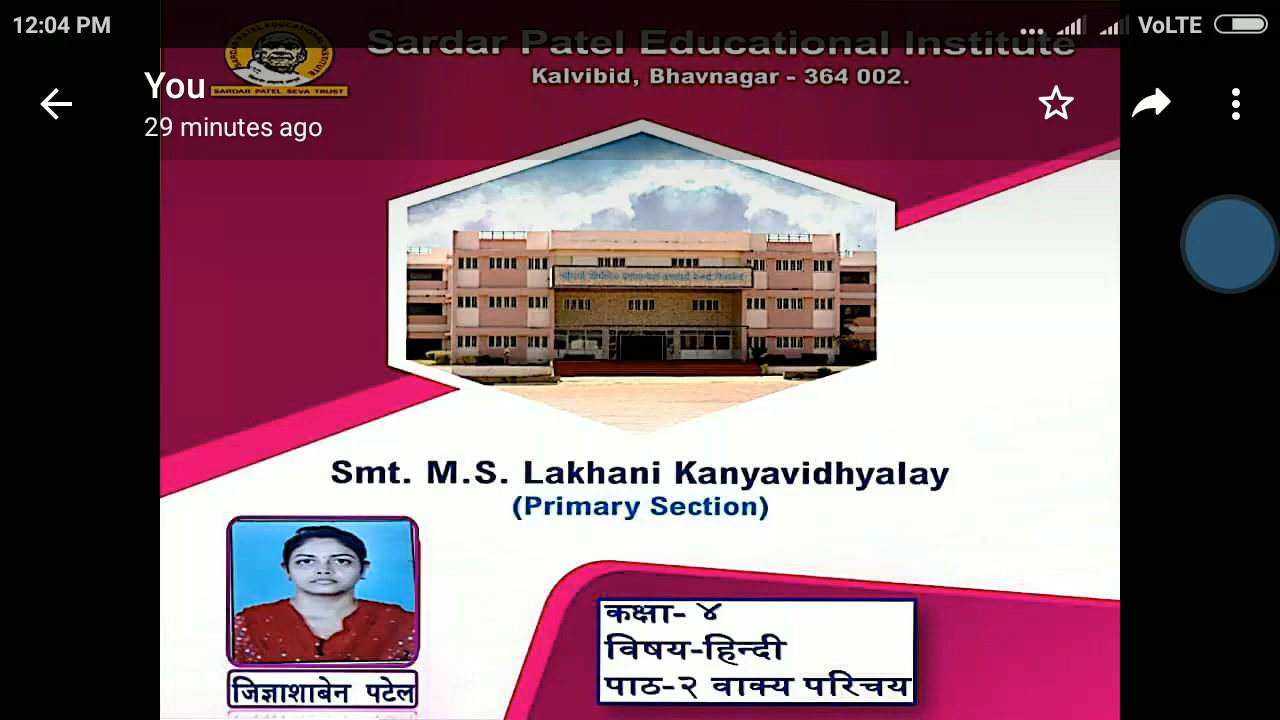 12:04 PM
VoLTE
Sardar Patel Educational Institute
Kalvibid, Bhavnagar - 364 002.
SARDAR PATEL SEVA TRUST
You
29 minutes ago
Smt. M.S. Lakhani Kanyavidhyalay
(Primary Section)
जिज्ञाशाबेन पटेल
कक्षा- ४
विषय-हिन्दी
पाठ-२ वाक्य परिचय